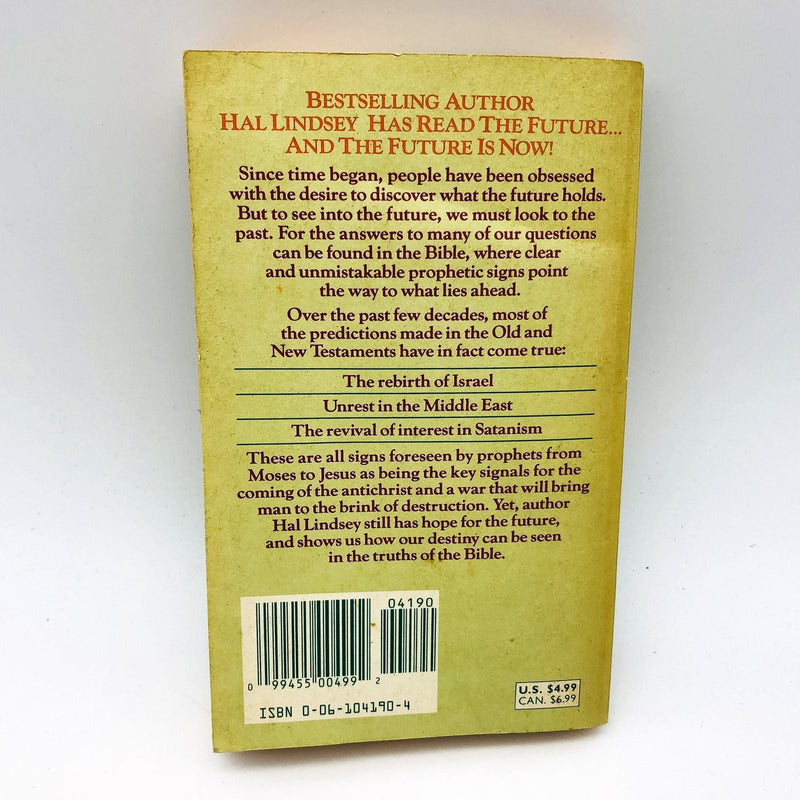 BESTSELLING AUTHOR
HAL LINDSEY HAS READ THE FUTURE...
AND THE FUTURE IS NOW!
Since time began, people have been obsessed
with the desire to discover what the future holds.
But to see into the future, we must look to the
past. For the answers to many of our questions
can be found in the Bible, where clear
and unmistakable prophetic signs point
the way to what lies ahead.
Over the past few decades, most of
the predictions made in the Old and
New Testaments have in fact come true:
The rebirth of Israel
Unrest in the Middle East
The revival of interest in Satanism
These are all signs foreseen by prophets from
Moses to Jesus as being the key signals for the
coming of the antichrist and a war that will bring
man to the brink of destruction. Yet, author
Hal Lindsey still has hope for the future,
and shows us how our destiny can be seen
in the truths of the Bible.
04190
0 99455 00499 2
ISBN 0-06-104190-4
U.S. $4.99
CAN. $6.99